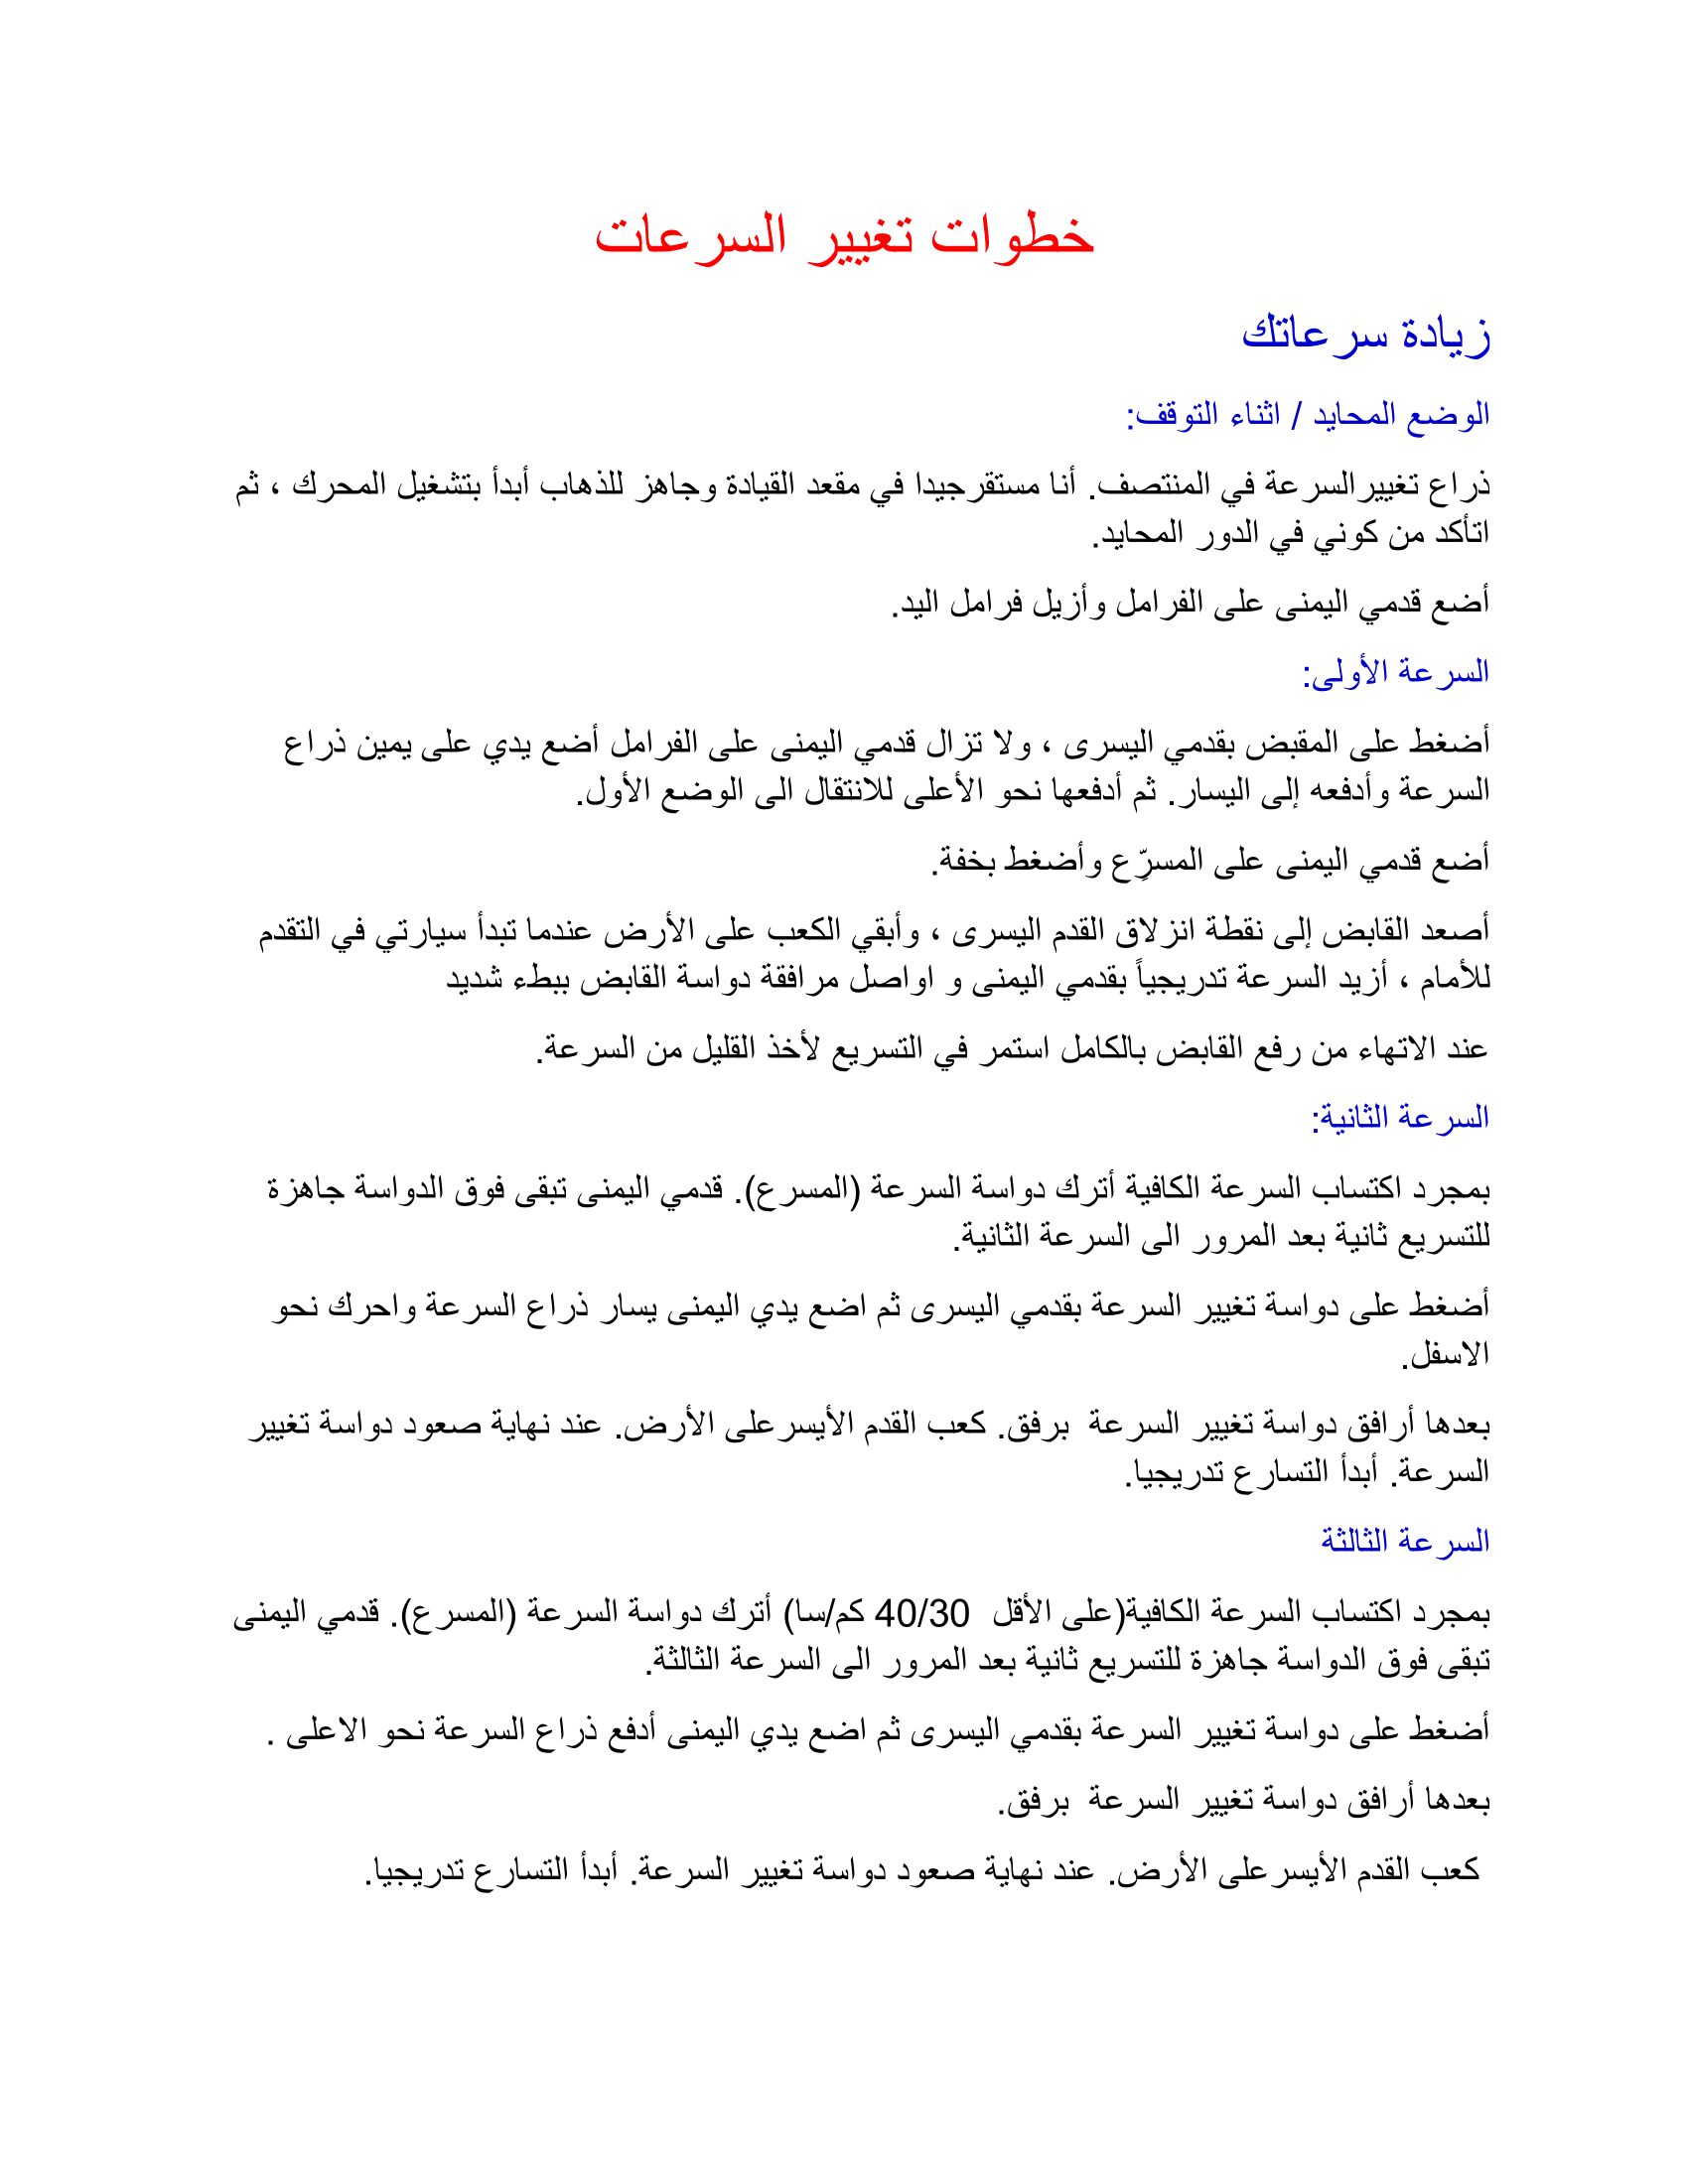 خطوات تغيير السرعات
زيادة سرعاتك
الوضع المحايد / اثناء التوقف:
ذراع تغييرالسرعة في المنتصف. أنا مستقرجيدا في مقعد القيادة وجاهز للذهاب أبدأ بتشغيل المحرك ، ثم
اتأكد من كوني في الدور المحايد.
أضع قدمي اليمنى على الفرامل وأزيل فرامل اليد.
السرعة الأولى:
أضغط على المقبض بقدمي اليسرى ، ولا تزال قدمي اليمنى على الفرامل أضع يدي على يمين ذراع
السرعة وأدفعه إلى اليسار. ثم أدفعها نحو الأعلى للانتقال الى الوضع الأول.
أضع قدمي اليمنى على المسرِّع وأضغط بخفة.
أصعد القابض إلى نقطة انزلاق القدم اليسرى ، وأبقي الكعب على الأرض عندما تبدأ سيارتي في التقدم
للأمام ، أزيد السرعة تدريجياً بقدمي اليمنى و اواصل مرافقة دواسة القابض ببطء شديد
عند الاتهاء من رفع القابض بالكامل استمر في التسريع لأخذ القليل من السرعة.
السرعة الثانية:
بمجرد اكتساب السرعة الكافية أترك دواسة السرعة (المسرع). قدمي اليمنى تبقى فوق الدواسة جاهزة
للتسريع ثانية بعد المرور الى السرعة الثانية.
أضغط على دواسة تغيير السرعة بقدمي اليسرى ثم اضع يدي اليمنى يسار ذراع السرعة واحرك نحو
الاسفل.
بعدها أرافق دواسة تغيير السرعة  برفق. كعب القدم الأيسرعلى الأرض. عند نهاية صعود دواسة تغيير
السرعة. أبدأ التسارع تدريجيا.
السرعة الثالثة
بمجرد اكتساب السرعة الكافية(على الأقل  40/30 كم/سا) أترك دواسة السرعة (المسرع). قدمي اليمنى
تبقى فوق الدواسة جاهزة للتسريع ثانية بعد المرور الى السرعة الثالثة.
أضغط على دواسة تغيير السرعة بقدمي اليسرى ثم اضع يدي اليمنى أدفع ذراع السرعة نحو الاعلى .
بعدها أرافق دواسة تغيير السرعة  برفق.
كعب القدم الأيسرعلى الأرض. عند نهاية صعود دواسة تغيير السرعة. أبدأ التسارع تدريجيا.